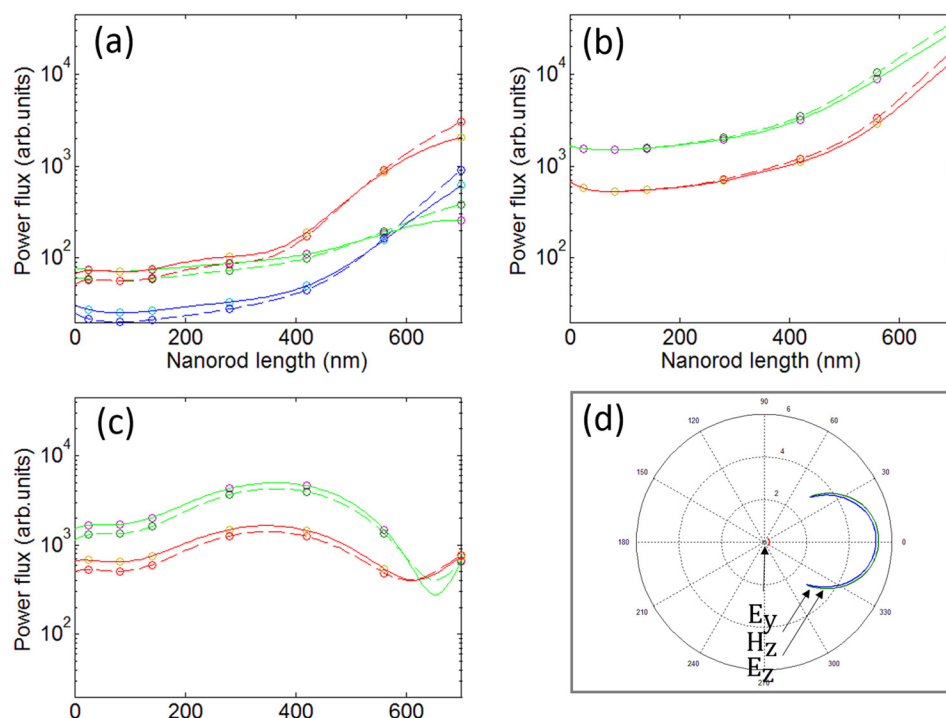 (a)
Power flux (arb.units)
10^4
10^3
10^2
0 200 400 600
Nanorod length (nm)
(b)
Power flux (arb.units)
10^4
10^3
10^2
0 200 400 600
Nanorod length (nm)
(c)
Power flux (arb.units)
10^4
10^3
10^2
0 200 400 600
Nanorod length (nm)
(d)
90
6
120 60
4
150 30
2
180 0
210 330
240 300
270
Ey
Hz
Ez